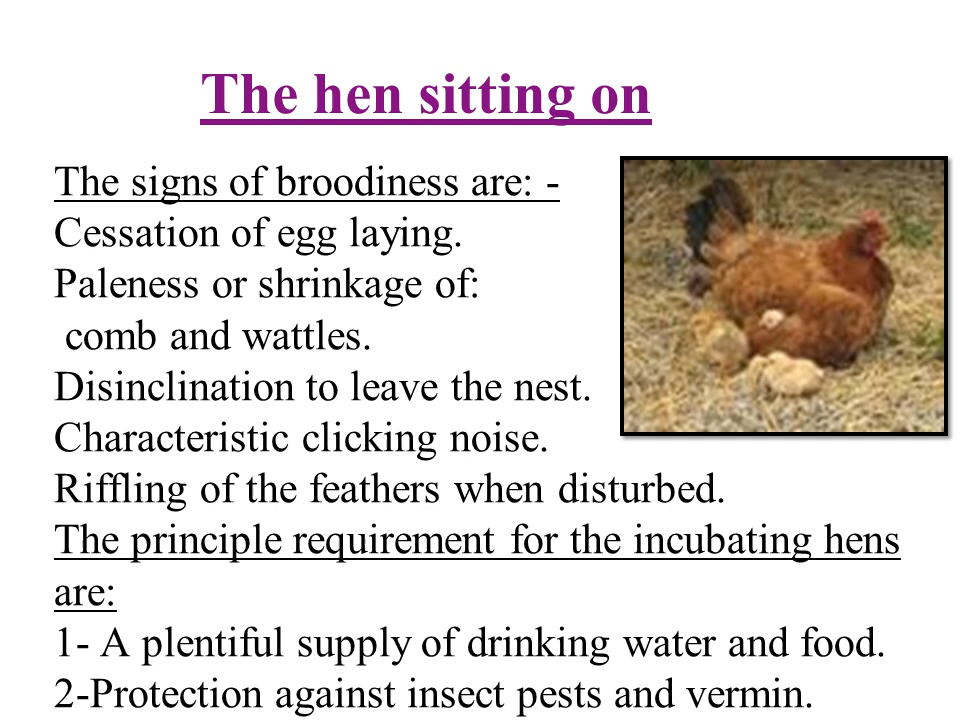 The hen sitting on
The signs of broodiness are: -
Cessation of egg laying.
Paleness or shrinkage of:
comb and wattles.
Disinclination to leave the nest.
Characteristic clicking noise.
Riffling of the feathers when disturbed.
The principle requirement for the incubating hens
are:
1- A plentiful supply of drinking water and food.
2-Protection against insect pests and vermin.